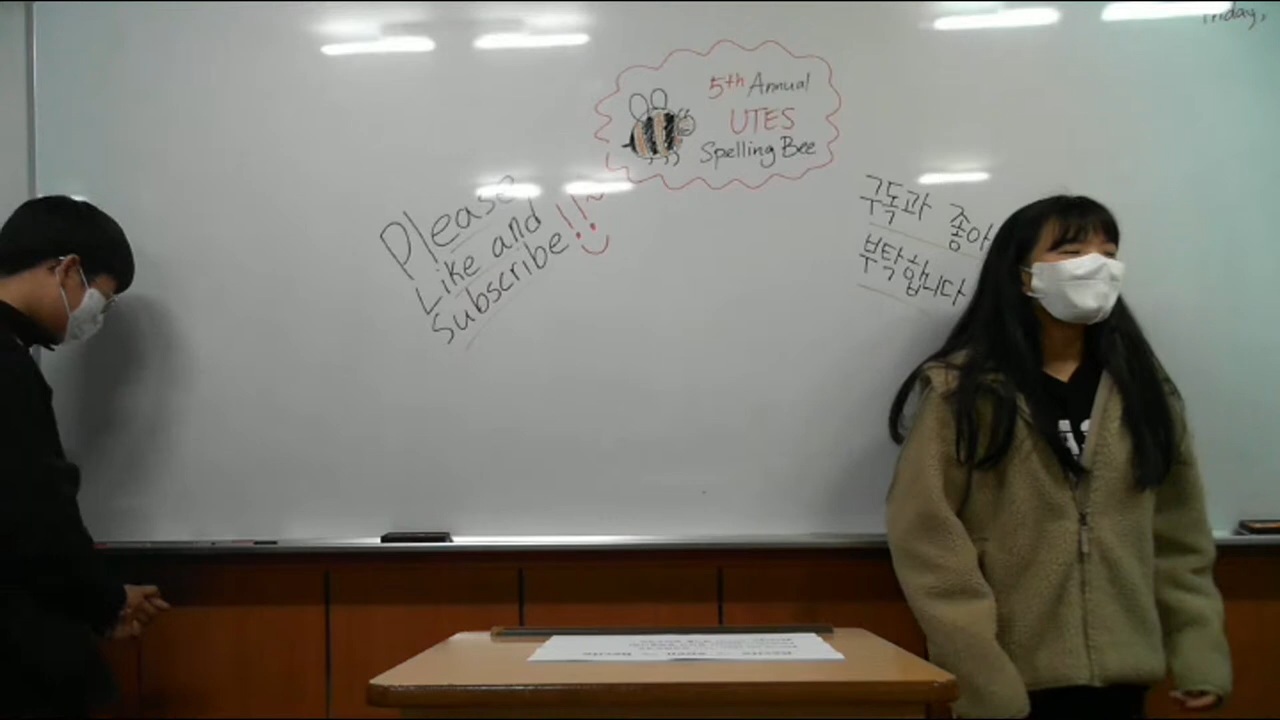 Friday,
5th Annual
UTES
Spelling Bee
Please
Like and
Subscribe!!~
구독과 좋아
부탁합니다